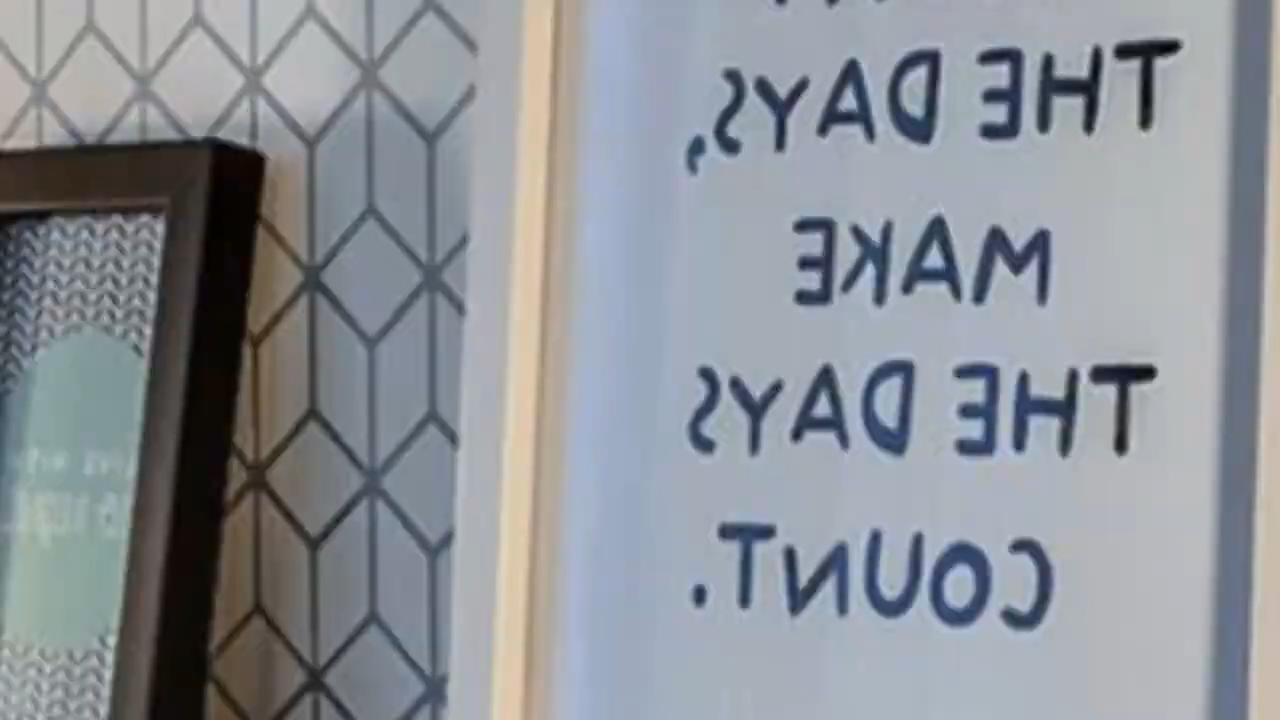 THE DAYS,
MAKE
THE DAYS
COUNT.